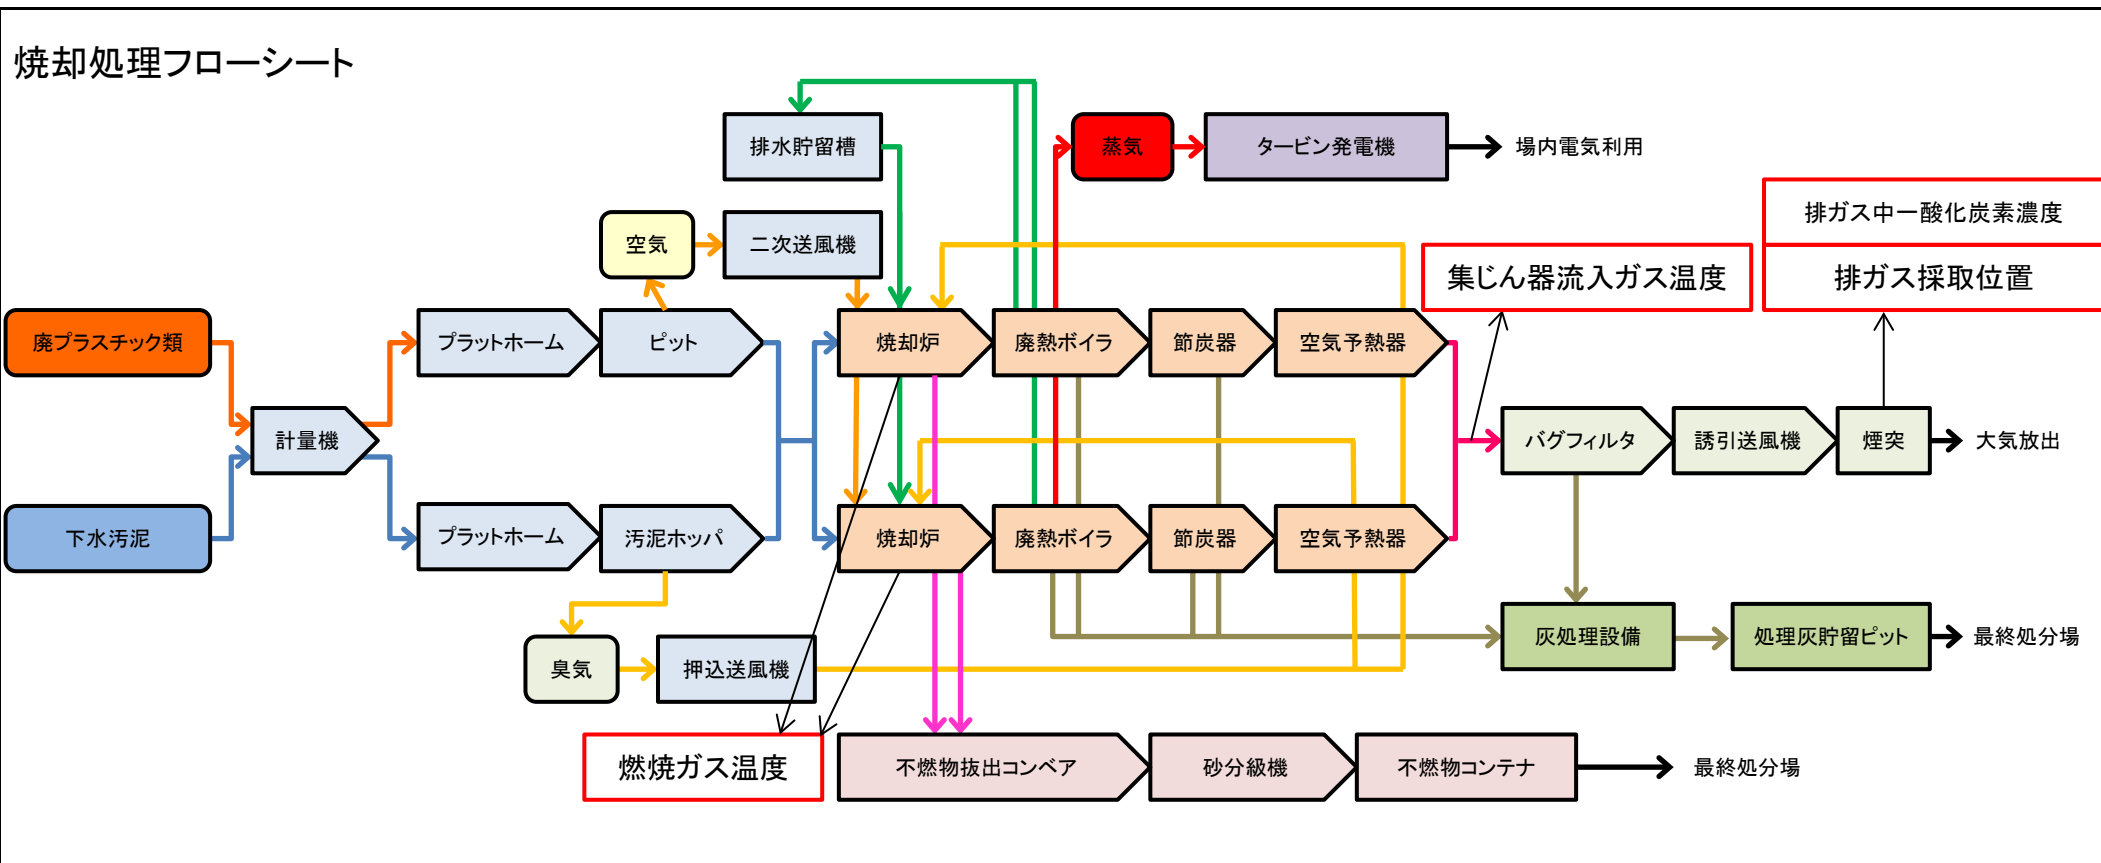 焼却処理フローシート
排水貯留槽
蒸気
タービン発電機
場内電気利用
排ガス中一酸化炭素濃度
空気
二次送風機
集じん器流入ガス温度
排ガス採取位置
廃プラスチック類
プラットホーム
ピット
焼却炉
廃熱ボイラ
節炭器
空気予熱器
計量機
バグフィルタ
誘引送風機
煙突
大気放出
下水汚泥
プラットホーム
汚泥ホッパ
焼却炉
廃熱ボイラ
節炭器
空気予熱器
灰処理設備
処理灰貯留ピット
最終処分場
臭気
押込送風機
燃焼ガス温度
不燃物抜出コンベア
砂分級機
不燃物コンテナ
最終処分場